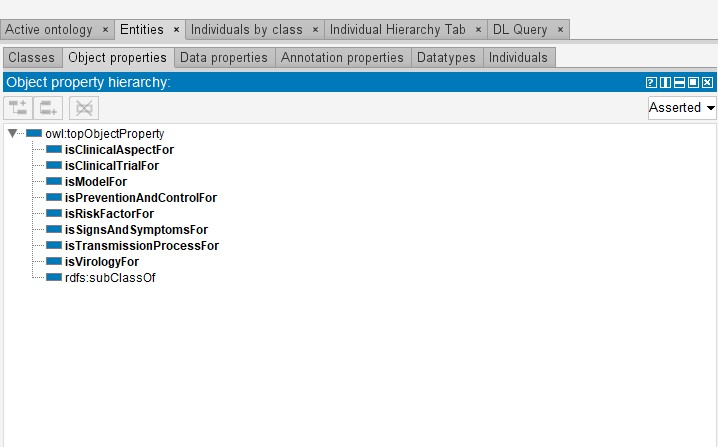 Active ontology × Entities × Individuals by class × Individual Hierarchy Tab × DL Query ×
Classes Object properties Data properties Annotation properties Datatypes Individuals
Object property hierarchy:
Asserted
owl:topObjectProperty
isClinicalAspectFor
isClinicalTrialFor
isModelFor
isPreventionAndControlFor
isRiskFactorFor
isSignsAndSymptomsFor
isTransmissionProcessFor
isVirologyFor
rdfs:subClassOf